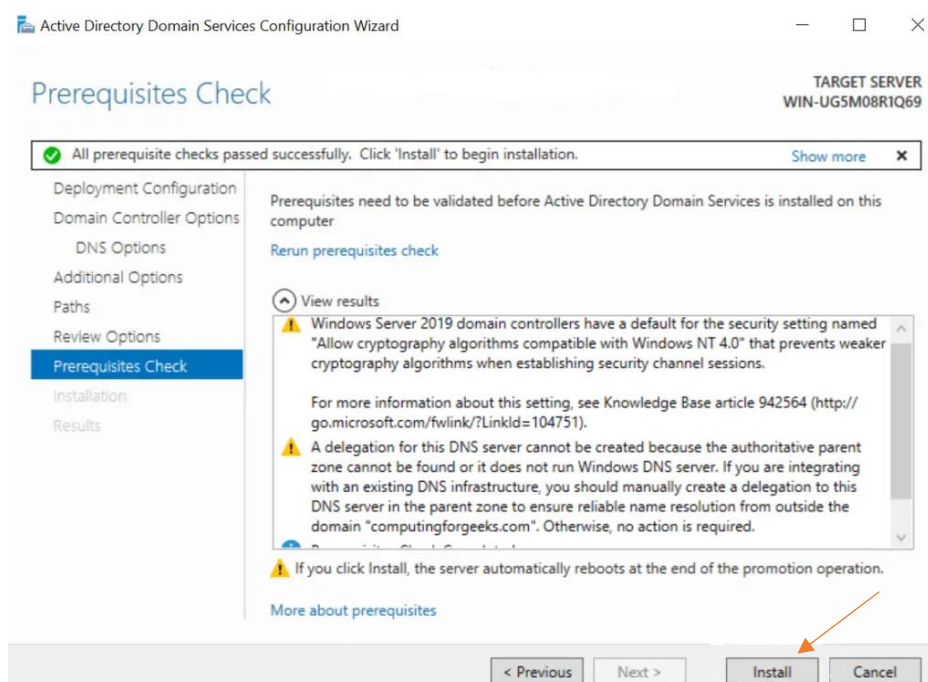 Active Directory Domain Services Configuration Wizard
Prerequisites Check
TARGET SERVER
WIN-UG5M08R1Q69
All prerequisite checks passed successfully. Click 'Install' to begin installation.
Show more
Deployment Configuration
Domain Controller Options
DNS Options
Additional Options
Paths
Review Options
Prerequisites Check
Installation
Results
Prerequisites need to be validated before Active Directory Domain Services is installed on this
computer
Rerun prerequisites check
View results
Windows Server 2019 domain controllers have a default for the security setting named
"Allow cryptography algorithms compatible with Windows NT 4.0" that prevents weaker
cryptography algorithms when establishing security channel sessions.
For more information about this setting, see Knowledge Base article 942564 (http://
go.microsoft.com/fwlink/?LinkId=104751).
A delegation for this DNS server cannot be created because the authoritative parent
zone cannot be found or it does not run Windows DNS server. If you are integrating
with an existing DNS infrastructure, you should manually create a delegation to this
DNS server in the parent zone to ensure reliable name resolution from outside the
domain "computingforgeeks.com". Otherwise, no action is required.
If you click Install, the server automatically reboots at the end of the promotion operation.
More about prerequisites
< Previous
Next >
Install
Cancel